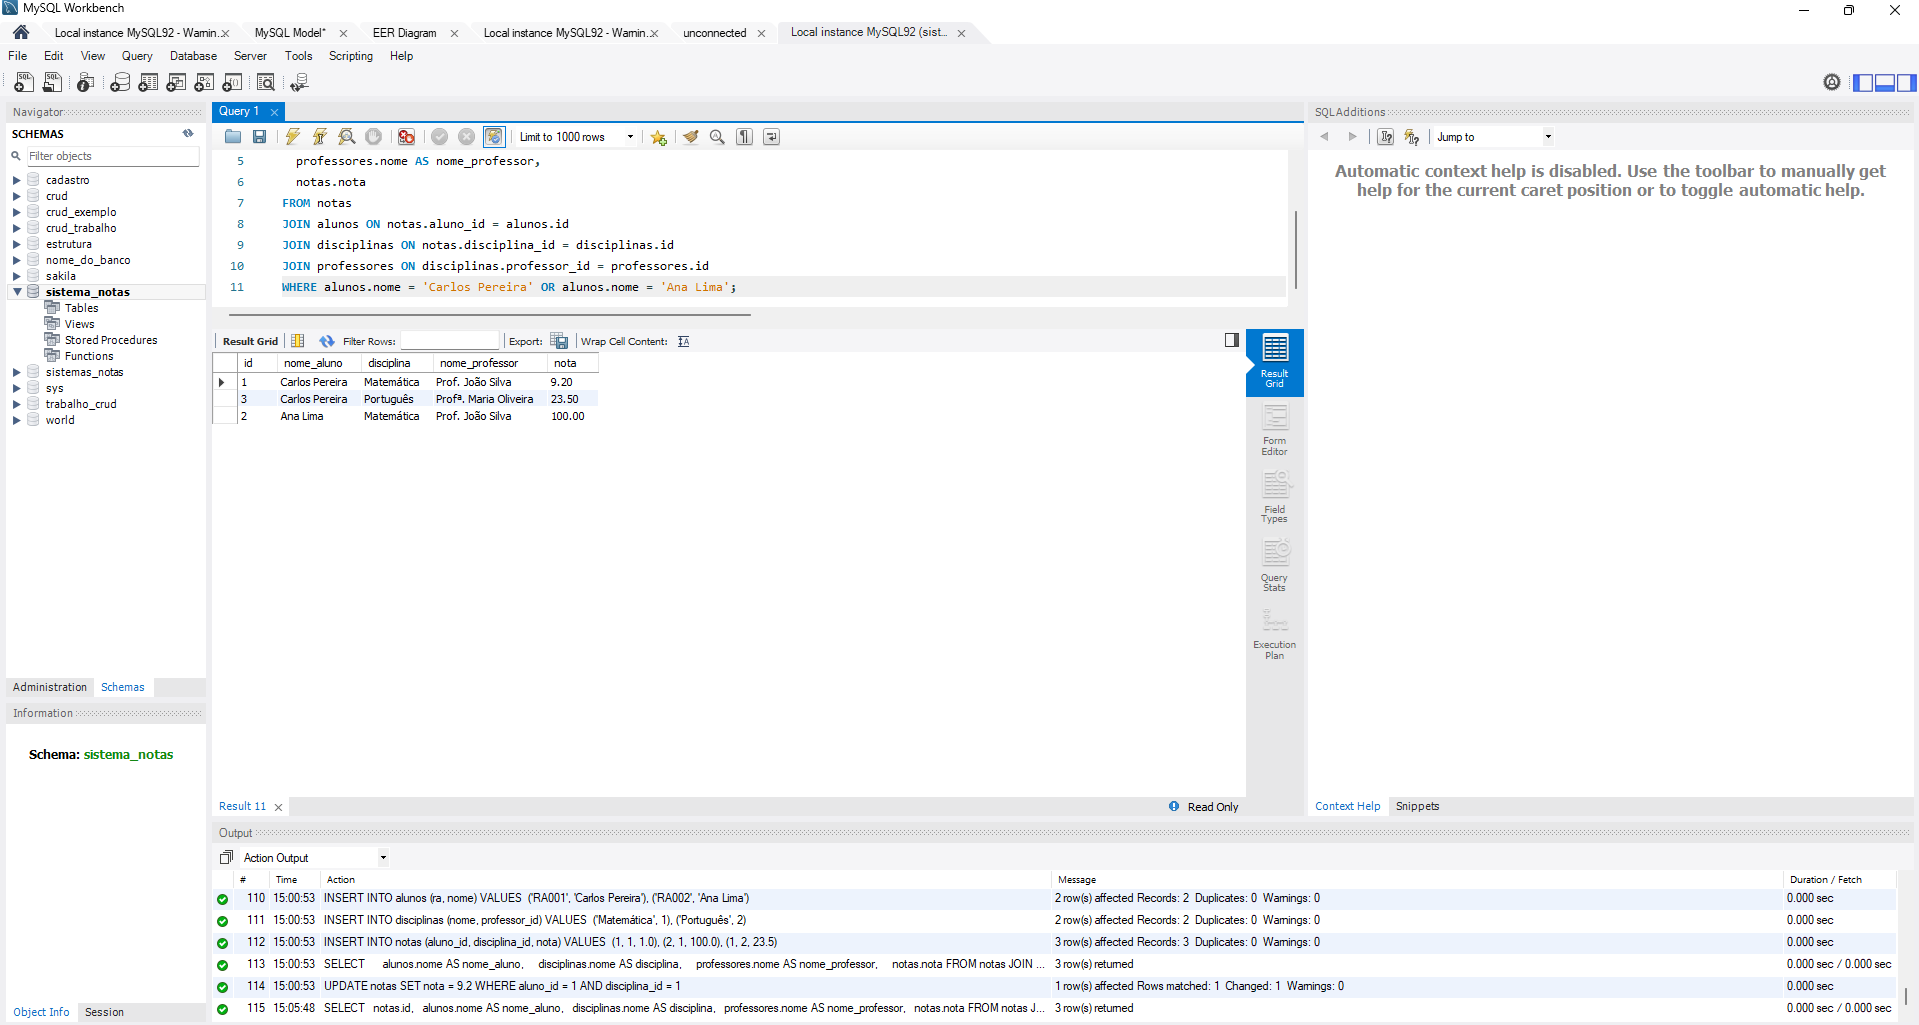 MySQL Workbench
Local instance MySQL92 - Warnin...
MySQL Model*
EER Diagram
Local instance MySQL92 - Warnin...
unconnected
Local instance MySQL92 (sist...
File Edit View Query Database Server Tools Scripting Help
Navigator
SCHEMAS
Filter objects
cadastro
crud
crud_exemplo
crud_trabalho
estrutura
nome_do_banco
sakila
sistema_notas
Tables
Views
Stored Procedures
Functions
sistemas_notas
sys
trabalho_crud
world
Administration Schemas
Information
Schema: sistema_notas
Object Info Session
Query 1
Limit to 1000 rows
5 professores.nome AS nome_professor,
6 notas.nota
7 FROM notas
8 JOIN alunos ON notas.aluno_id = alunos.id
9 JOIN disciplinas ON notas.disciplina_id = disciplinas.id
10 JOIN professores ON disciplinas.professor_id = professores.id
11 WHERE alunos.nome = 'Carlos Pereira' OR alunos.nome = 'Ana Lima';
Result Grid Filter Rows: Export: Wrap Cell Content:
id nome_aluno disciplina nome_professor nota
1 Carlos Pereira Matemática Prof. João Silva 9.20
3 Carlos Pereira Português Profª. Maria Oliveira 23.50
2 Ana Lima Matemática Prof. João Silva 100.00
Result
Grid
Form
Editor
Field
Types
Query
Stats
Execution
Plan
Result 11
Read Only
SQLAdditions
Jump to
Automatic context help is disabled. Use the toolbar to manually get
help for the current caret position or to toggle automatic help.
Context Help Snippets
Output
Action Output
# Time Action Message Duration / Fetch
110 15:00:53 INSERT INTO alunos (ra, nome) VALUES ('RA001', 'Carlos Pereira'), ('RA002', 'Ana Lima') 2 row(s) affected Records: 2 Duplicates: 0 Warnings: 0 0.000 sec
111 15:00:53 INSERT INTO disciplinas (nome, professor_id) VALUES ('Matemática', 1), ('Português', 2) 2 row(s) affected Records: 2 Duplicates: 0 Warnings: 0 0.000 sec
112 15:00:53 INSERT INTO notas (aluno_id, disciplina_id, nota) VALUES (1, 1, 1.0), (2, 1, 100.0), (1, 2, 23.5) 3 row(s) affected Records: 3 Duplicates: 0 Warnings: 0 0.000 sec
113 15:00:53 SELECT alunos.nome AS nome_aluno, disciplinas.nome AS disciplina, professores.nome AS nome_professor, notas.nota FROM notas JOIN ... 3 row(s) returned 0.000 sec / 0.000 sec
114 15:00:53 UPDATE notas SET nota = 9.2 WHERE aluno_id = 1 AND disciplina_id = 1 1 row(s) affected Rows matched: 1 Changed: 1 Warnings: 0 0.000 sec
115 15:05:48 SELECT notas.id, alunos.nome AS nome_aluno, disciplinas.nome AS disciplina, professores.nome AS nome_professor, notas.nota FROM notas J... 3 row(s) returned 0.000 sec / 0.000 sec